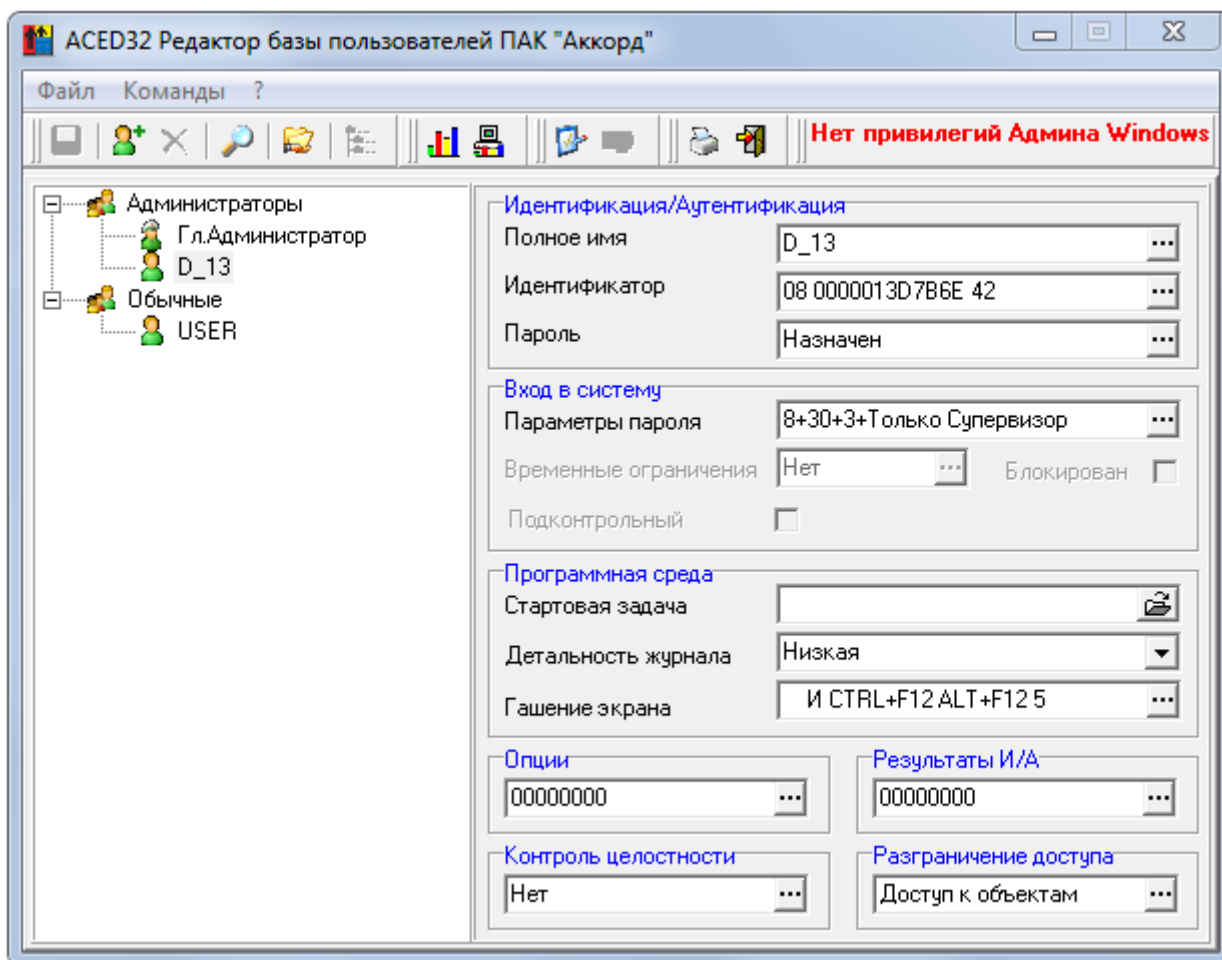 ACED32 Редактор базы пользователей ПАК "Аккорд"
Файл Команды ?
Нет привилегий Админа Windows
Администраторы
Гл.Администратор
D_13
Обычные
USER
Идентификация/Аутентификация
Полное имя D_13
Идентификатор 08 0000013D7B6E 42
Пароль Назначен
Вход в систему
Параметры пароля 8+30+3+Только Супервизор
Временные ограничения Нет Блокирован
Подконтрольный
Программная среда
Стартовая задача
Детальность журнала Низкая
Гашение экрана И CTRL+F12 ALT+F12 5
Опции Результаты И/А
00000000 00000000
Контроль целостности Разграничение доступа
Нет Доступ к объектам